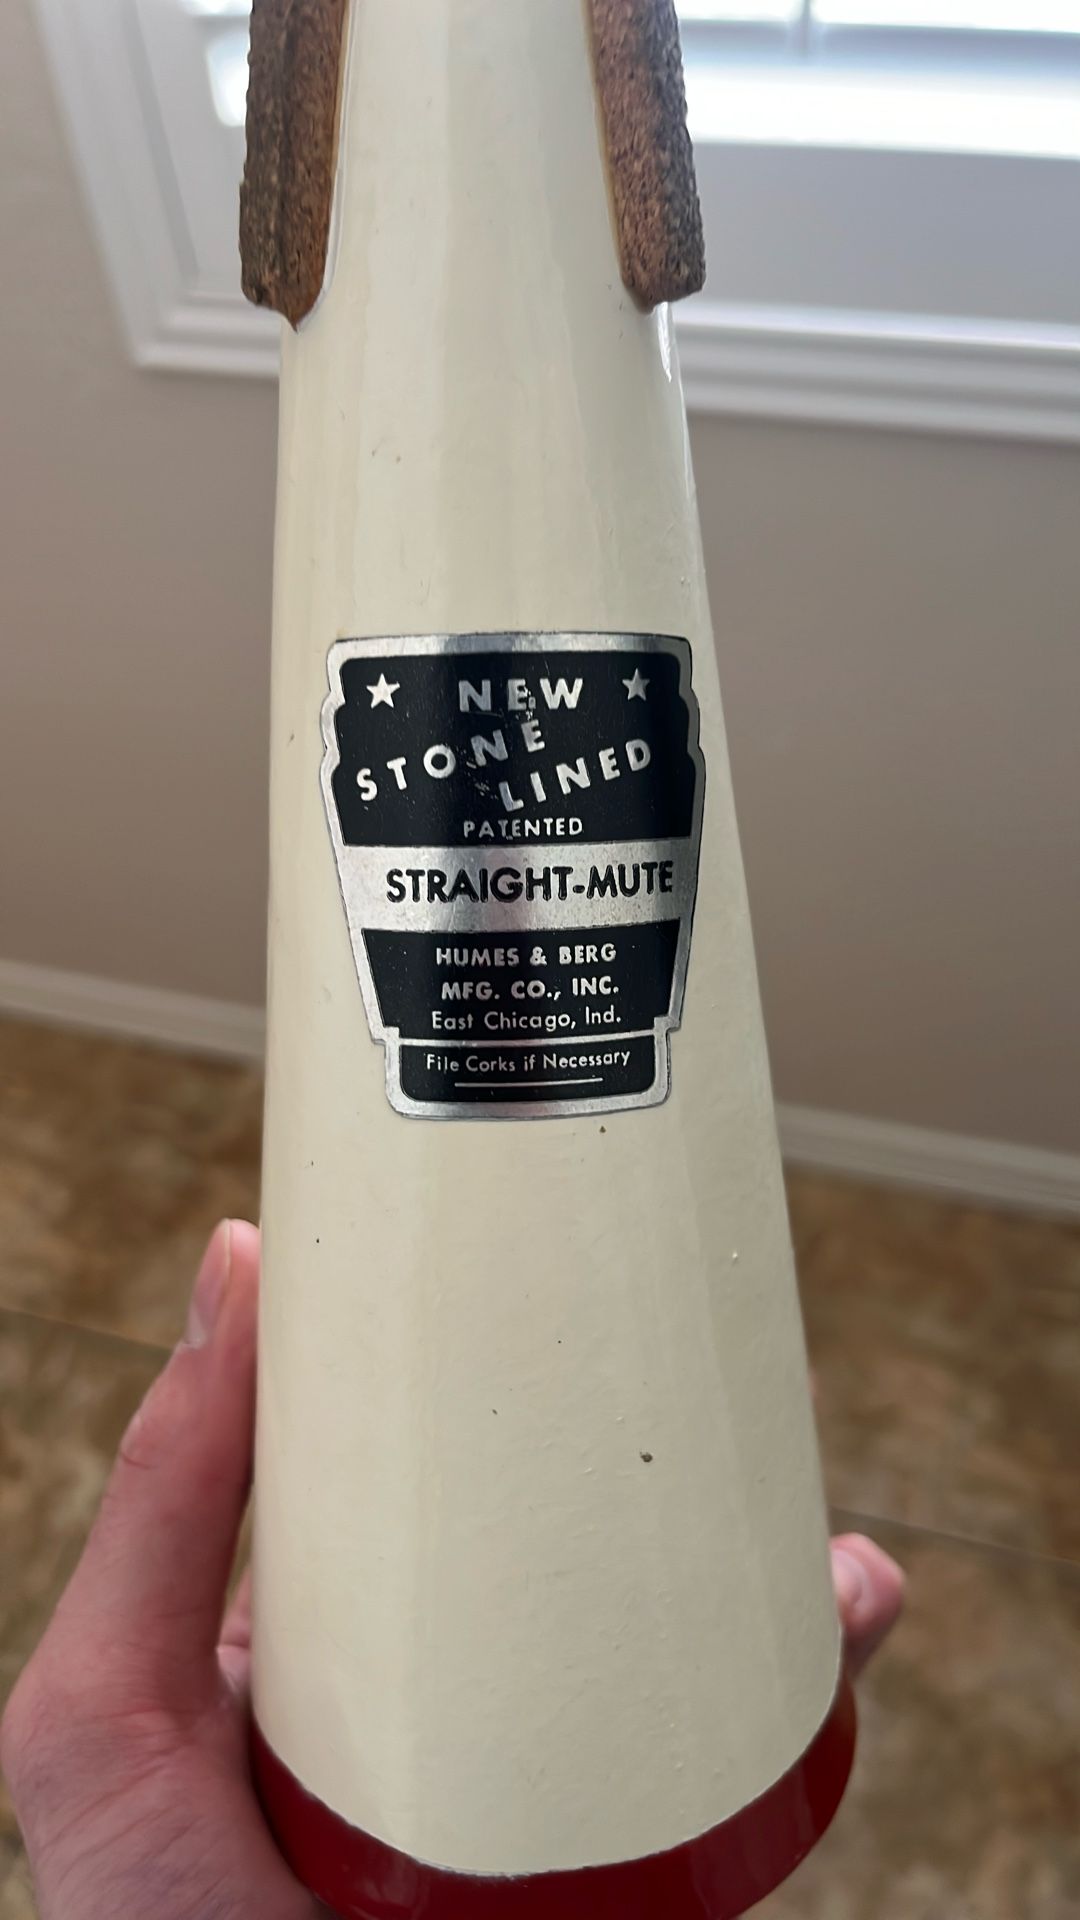 NEW
STONE
LINED
PATENTED
STRAIGHT-MUTE
HUMES & BERG
MFG. CO., INC.
East Chicago, Ind.
File Corks if Necessary